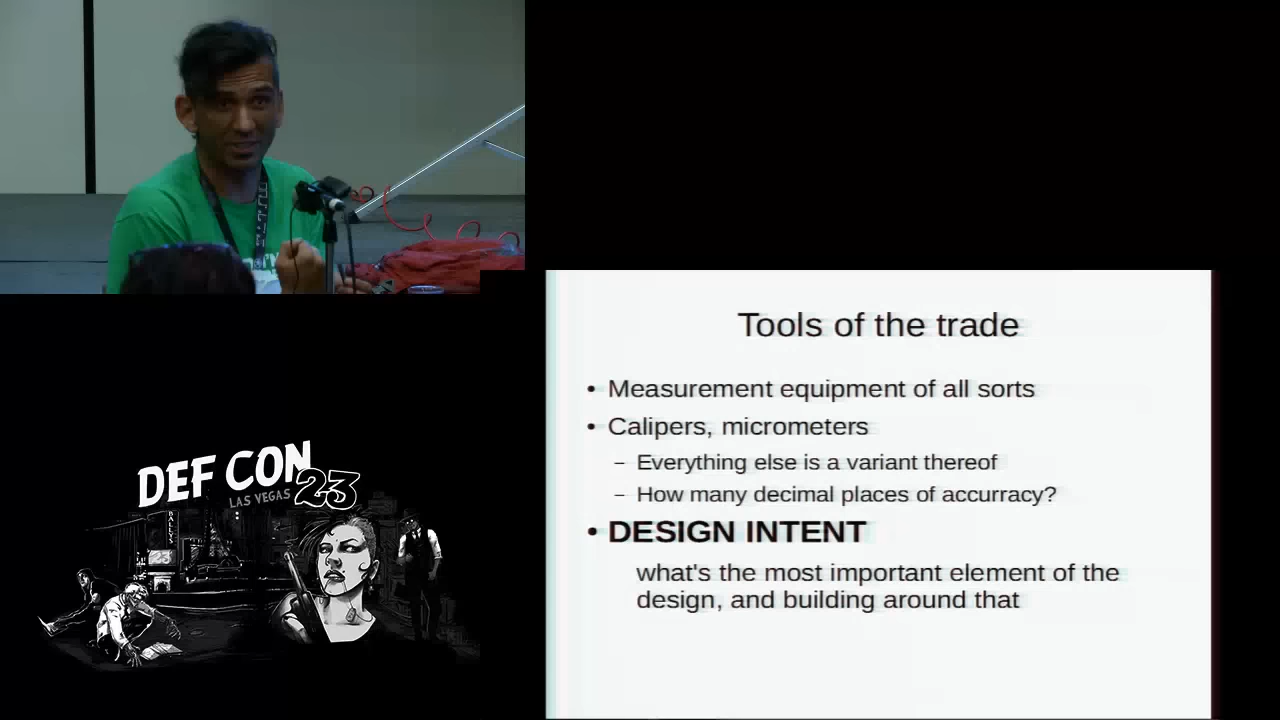 Tools of the trade
• Measurement equipment of all sorts
• Calipers, micrometers
– Everything else is a variant thereof
– How many decimal places of accurracy?
• DESIGN INTENT
what's the most important element of the
design, and building around that
DEF CON 23
LAS VEGAS
BALLYS